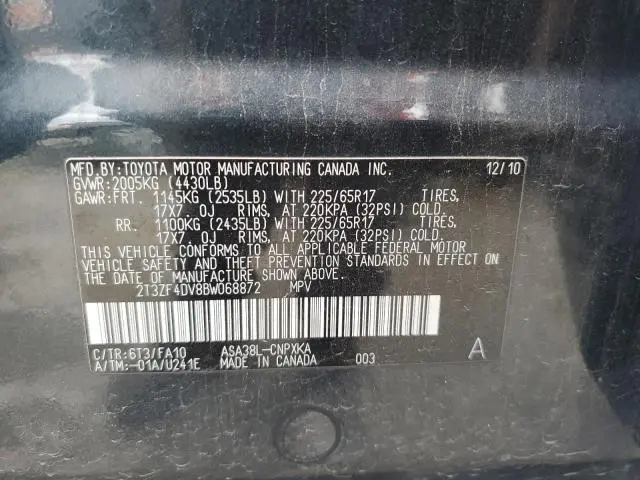 MFD. BY: TOYOTA MOTOR MANUFACTURING CANADA INC. 12/10
GVWR: 2005KG (4430LB)
GAWR: FRT. 1145KG (2535LB) WITH 225/65R17 TIRES,
17X7.0J RIMS, AT 220KPA (32PSI) COLD.
RR. 1100KG (2435LB) WITH 225/65R17 TIRES,
17X7.0J RIMS, AT 220KPA (32PSI) COLD.
THIS VEHICLE CONFORMS TO ALL APPLICABLE FEDERAL MOTOR
VEHICLE SAFETY AND THEFT PREVENTION STANDARDS IN EFFECT ON
THE DATE OF MANUFACTURE SHOWN ABOVE.
2T3ZF4DV8BW068872 MPV
C/TR: 6T3/FA10 ASA38L-CNPXKA
A/TM: -01A/U241E MADE IN CANADA 003 A